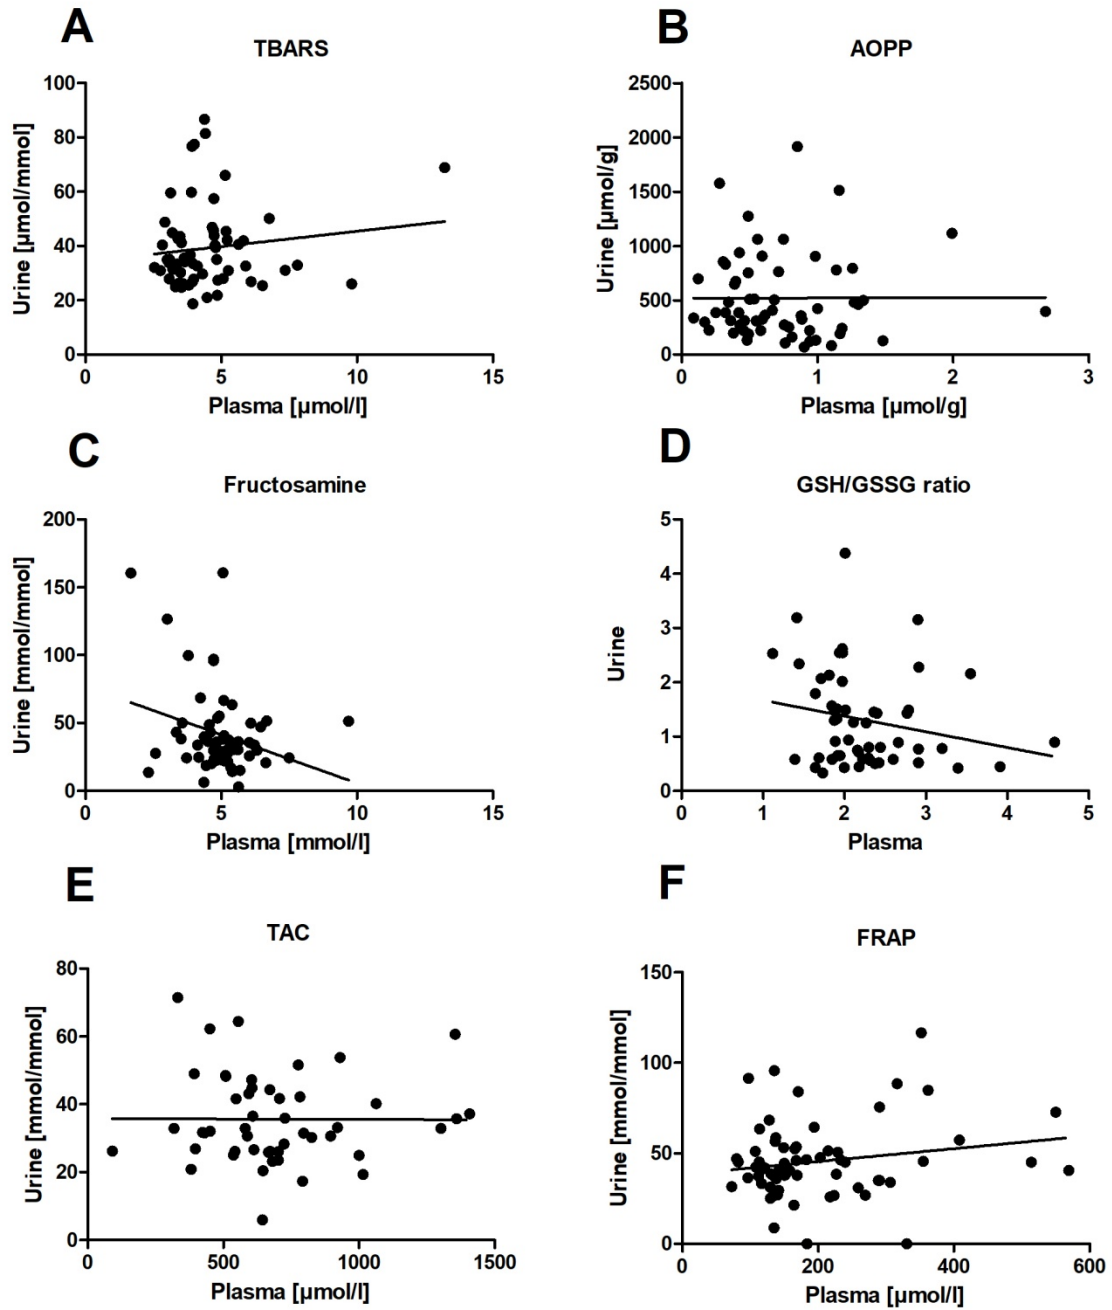 A
TBARS
100
80
60
40
20
0
0 5 10 15
Urine [µmol/mmol]
Plasma [µmol/l]
B
AOPP
2500
2000
1500
1000
500
0
0 1 2 3
Urine [µmol/g]
Plasma [µmol/g]
C
Fructosamine
200
150
100
50
0
0 5 10 15
Urine [mmol/mmol]
Plasma [mmol/l]
D
GSH/GSSG ratio
5
4
3
2
1
0
0 1 2 3 4 5
Urine
Plasma
E
TAC
80
60
40
20
0
0 500 1000 1500
Urine [mmol/mmol]
Plasma [µmol/l]
F
FRAP
150
100
50
0
0 200 400 600
Urine [mmol/mmol]
Plasma [µmol/l]